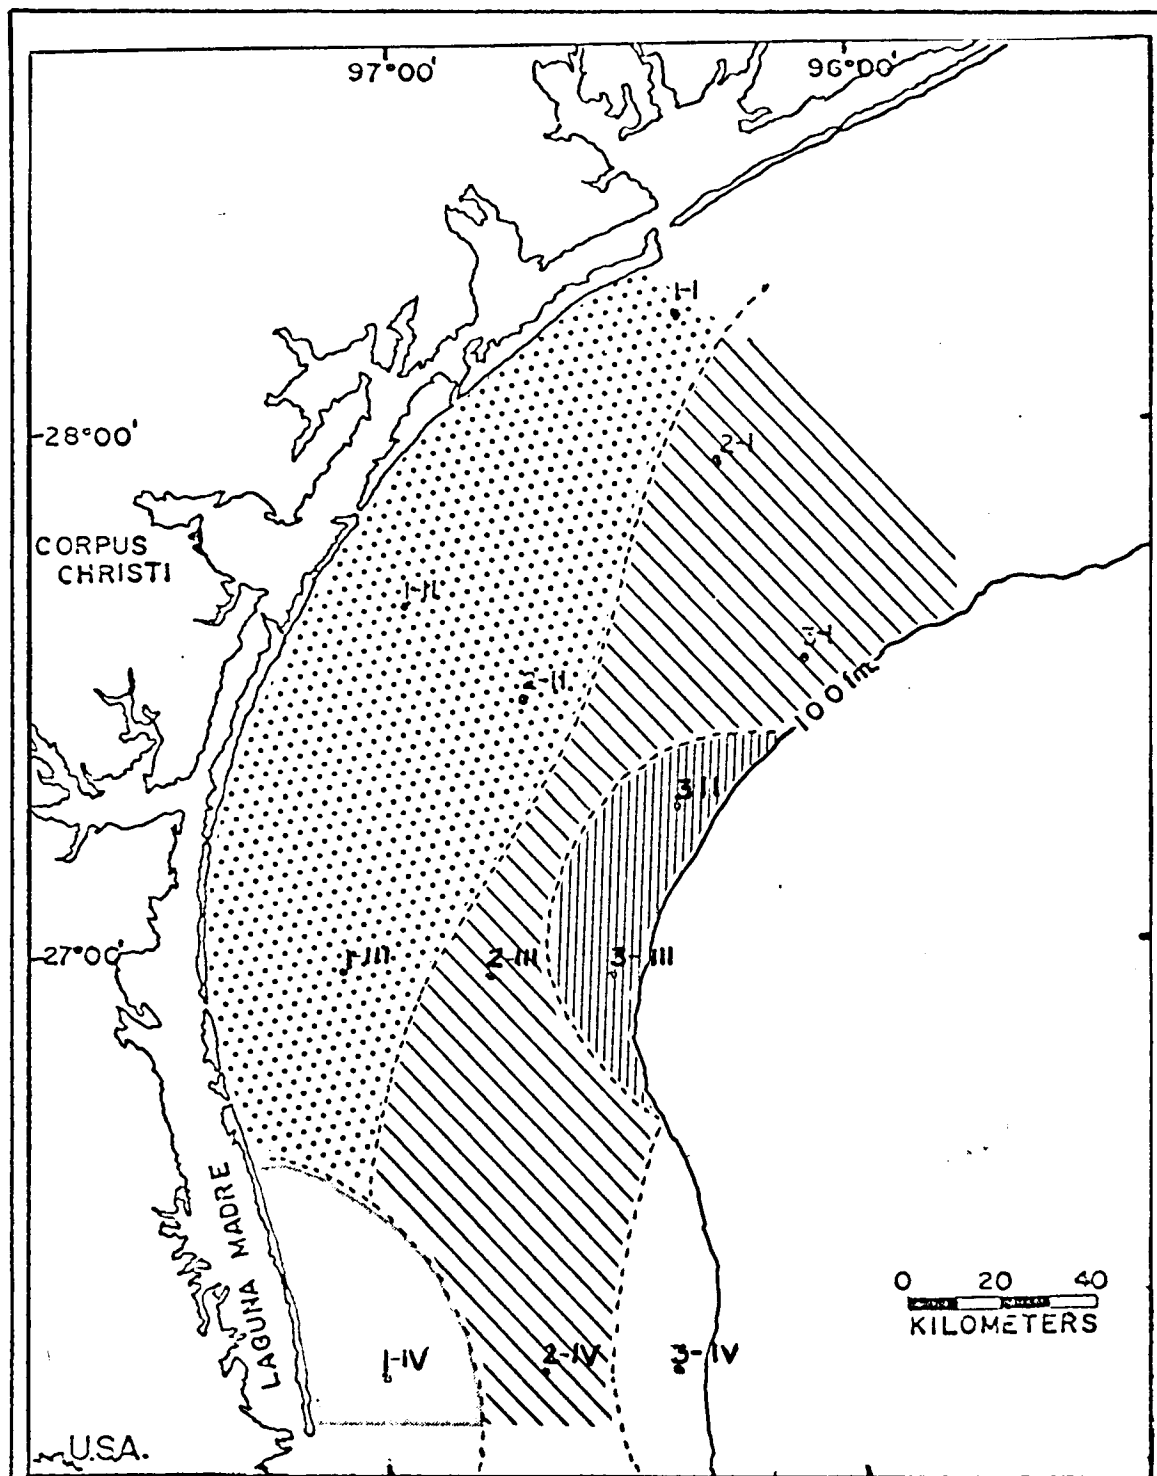 97°00'
96°00'
1-I
28°00'
2-I
CORPUS
CHRISTI
1-II
3-I
2-II
100 fm.
3-II
27°00'
1-III
2-III
3-III
LAGUNA MADRE
0 20 40
KILOMETERS
1-IV
2-IV
3-IV
U.S.A.